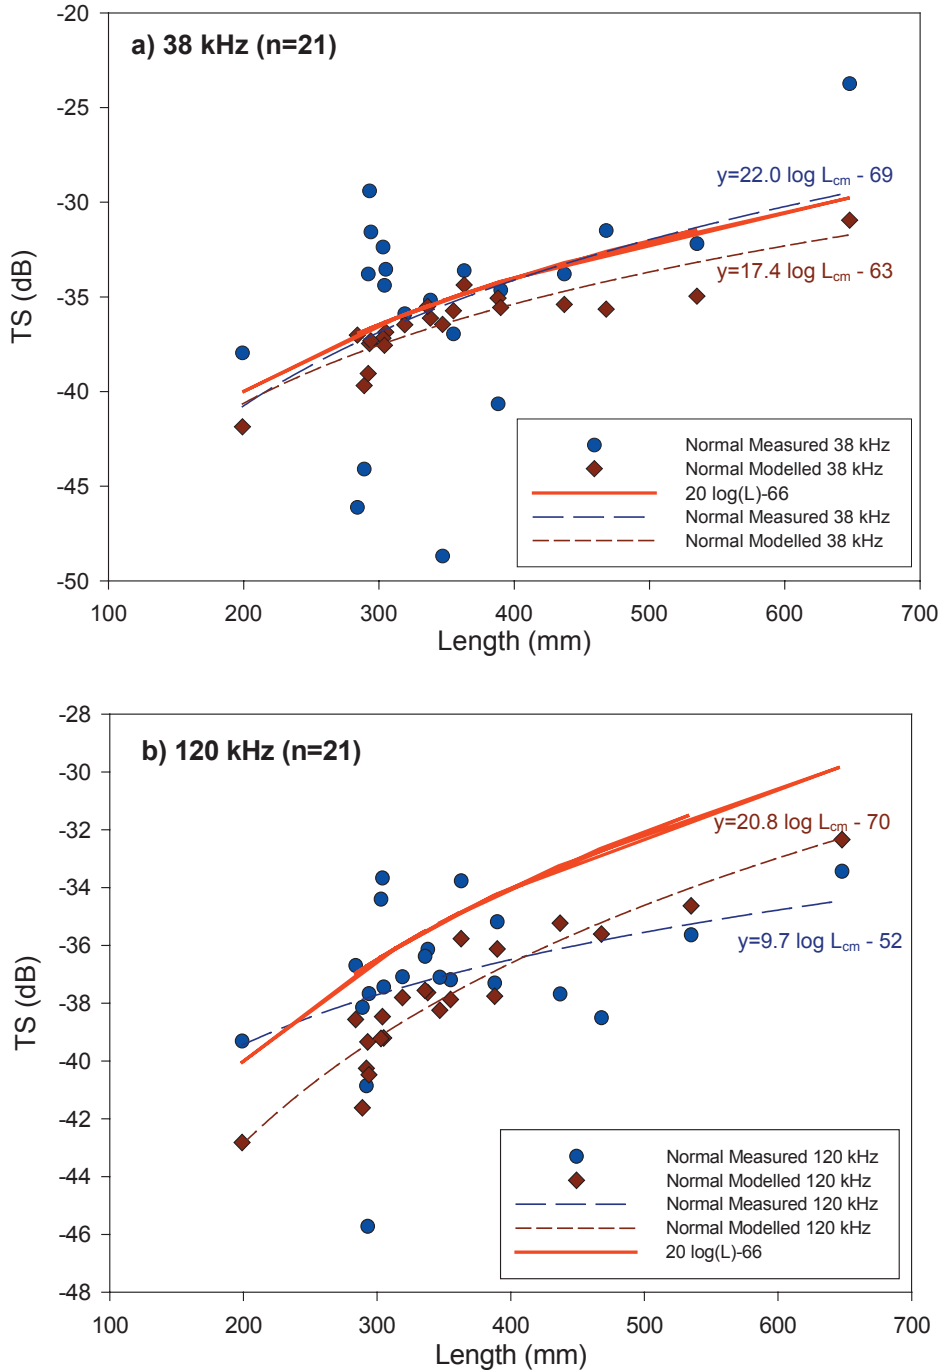 a) 38 kHz (n=21)
-20
-25
-30
-35
-40
-45
-50
TS (dB)
y=22.0 log Lcm - 69
y=17.4 log Lcm - 63
Normal Measured 38 kHz
Normal Modelled 38 kHz
20 log(L)-66
Normal Measured 38 kHz
Normal Modelled 38 kHz
100 200 300 400 500 600 700
Length (mm)
b) 120 kHz (n=21)
-28
-30
-32
-34
-36
-38
-40
-42
-44
-46
-48
TS (dB)
y=20.8 log Lcm - 70
y=9.7 log Lcm - 52
Normal Measured 120 kHz
Normal Modelled 120 kHz
Normal Measured 120 kHz
Normal Modelled 120 kHz
20 log(L)-66
100 200 300 400 500 600 700
Length (mm)